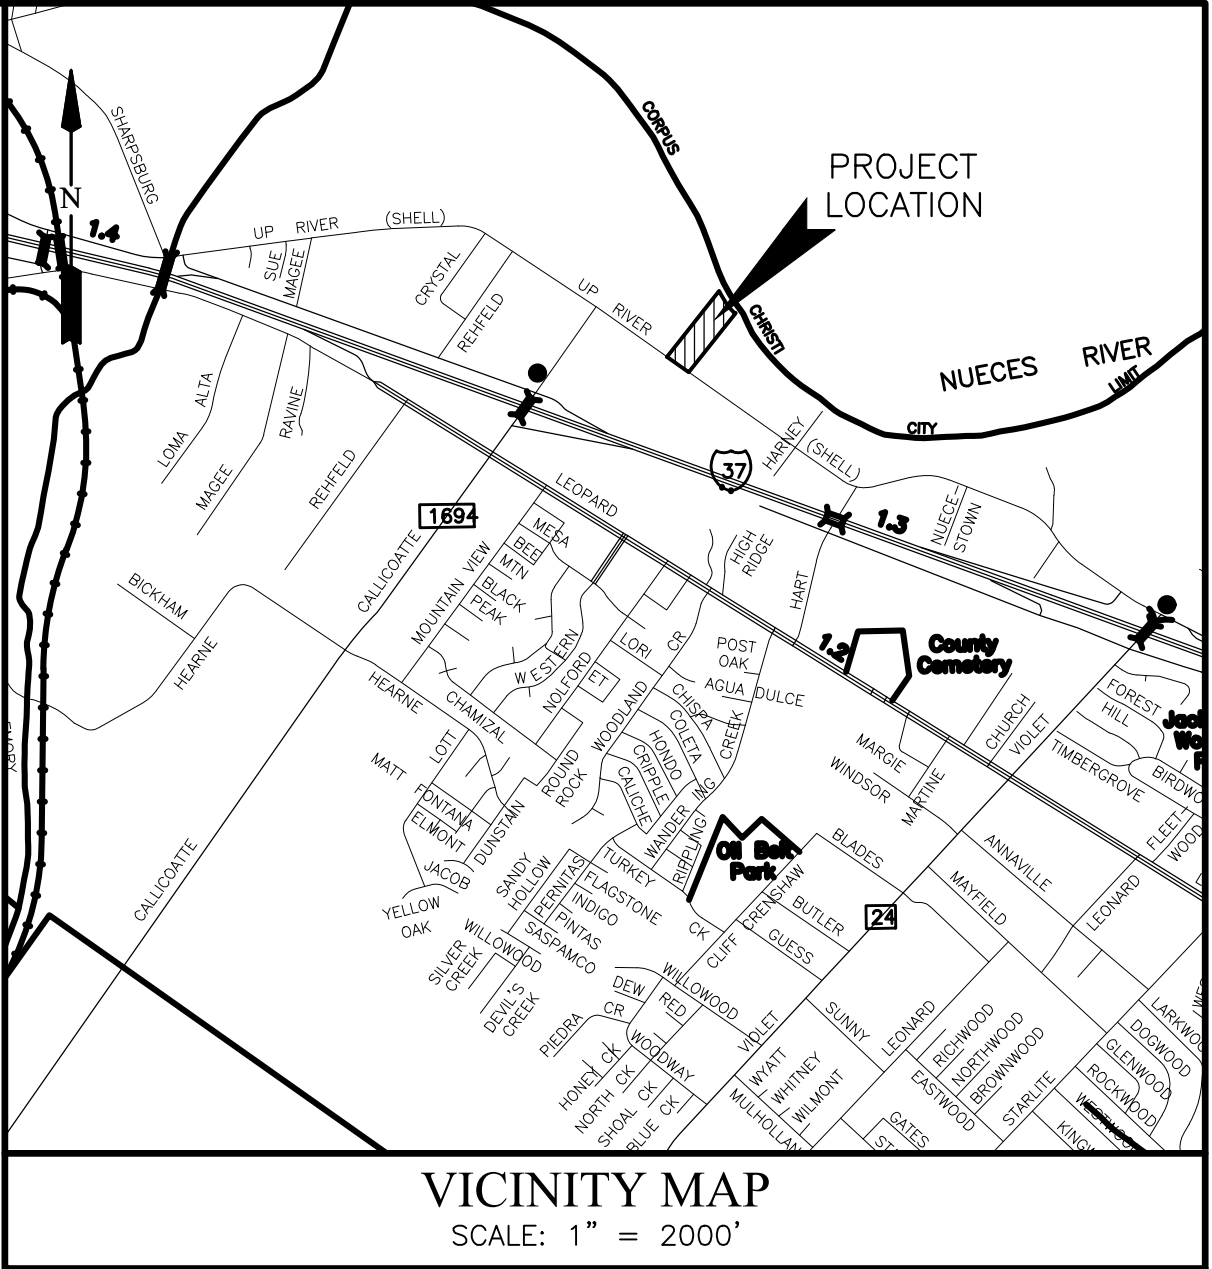 SHARPSBURG
N
1.4
CORPUS
PROJECT
LOCATION
UP RIVER (SHELL)
SUE
MAGEE
CRYSTAL
REHFELD
UP RIVER
CHRISTI
NUECES RIVER
CITY
LIMIT
LOMA ALTA
MAGEE
RAVINE
REHFELD
HARNEY
(SHELL)
37
LEOPARD
1694
1.3
NUECE-
STOWN
MESA
BEE
MTN
BLACK
PEAK
HIGH
RIDGE
HART
CALLICOATTE
MOUNTAIN VIEW
BICKHAM
HEARNE
WESTERN
NOLFORD
LORI
ET
WOODLAND CR
POST
OAK
1.2
County
Cemetery
AGUA DULCE
HEARNE
CHAMIZAL
CHISPA
COLETA
HONDO
CRIPPLE
CALICHE
CREEK
CHURCH
VIOLET
FOREST
HILL
TIMBERGROVE
MARGIE
WINDSOR
MARTINE
MATT
LOTT
FONTANA
ELMONT
ROUND
ROCK
DUNSTAIN
WANDER ING
RIPPLING
Oil Belt
Park
JACOB
YELLOW
OAK
SANDY
HOLLOW
PERNITAS
TURKEY
CK
FLAGSTONE
INDIGO
PINTAS
SASPAMCO
BLADES
ANNAVILLE
MAYFIELD
LEONARD
CALLICOATTE
CRENSHAW
CLIFF
BUTLER
GUESS
24
WILLOWOOD
SILVER
CREEK
DEVIL'S
CREEK
DEW
RED
WILLOWOOD
PIEDRA CR
WOODWAY
HONEY CK
NORTH CK
SHOAL CK
BLUE CK
VIOLET
SUNNY
LEONARD
WYATT
WHITNEY
WILMONT
MULHOLLAN
RICHWOOD
NORTHWOOD
BROWNWOOD
EASTWOOD
STARLITE
GATES
DOGWOOD
GLENWOOD
ROCKWOOD
VICINITY MAP
SCALE: 1" = 2000'